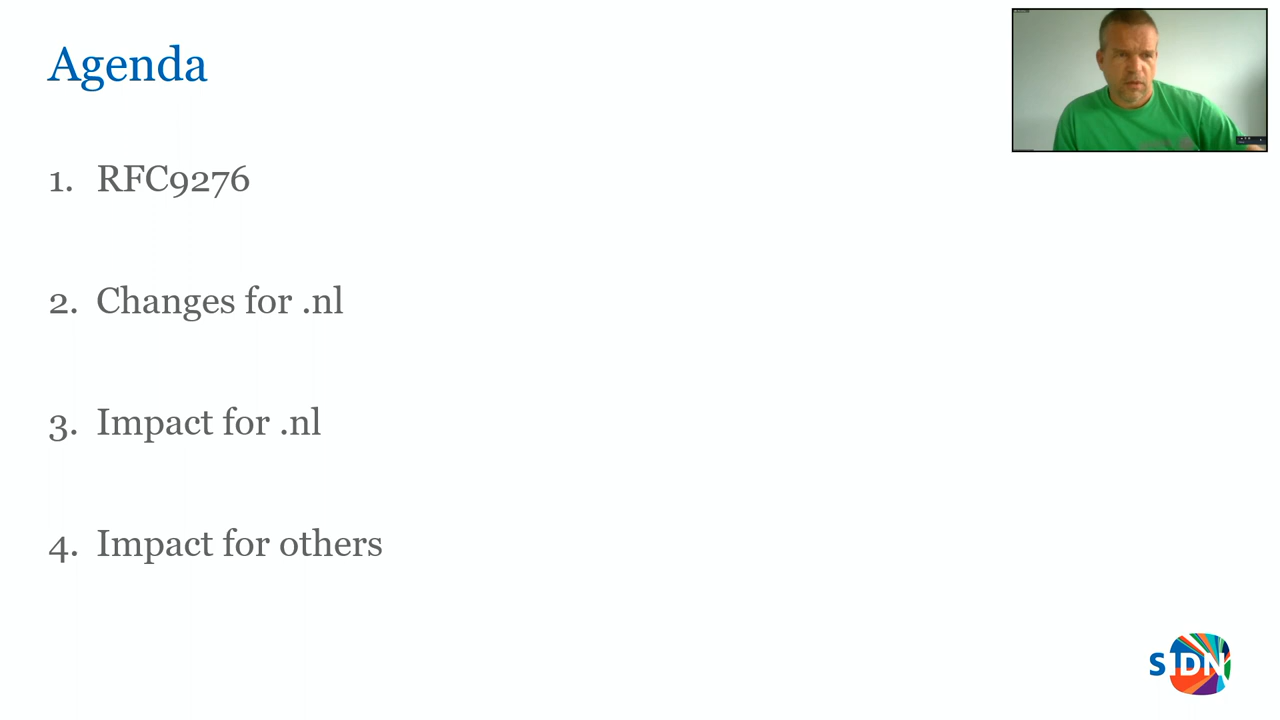 Agenda
1. RFC9276
2. Changes for .nl
3. Impact for .nl
4. Impact for others
SIDN